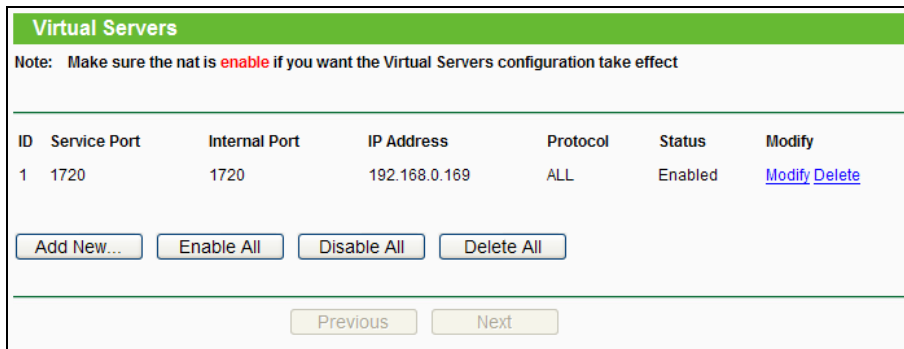 Virtual Servers
Note: Make sure the nat is enable if you want the Virtual Servers configuration take effect
ID Service Port Internal Port IP Address Protocol Status Modify
1 1720 1720 192.168.0.169 ALL Enabled Modify Delete
Add New... Enable All Disable All Delete All
Previous Next